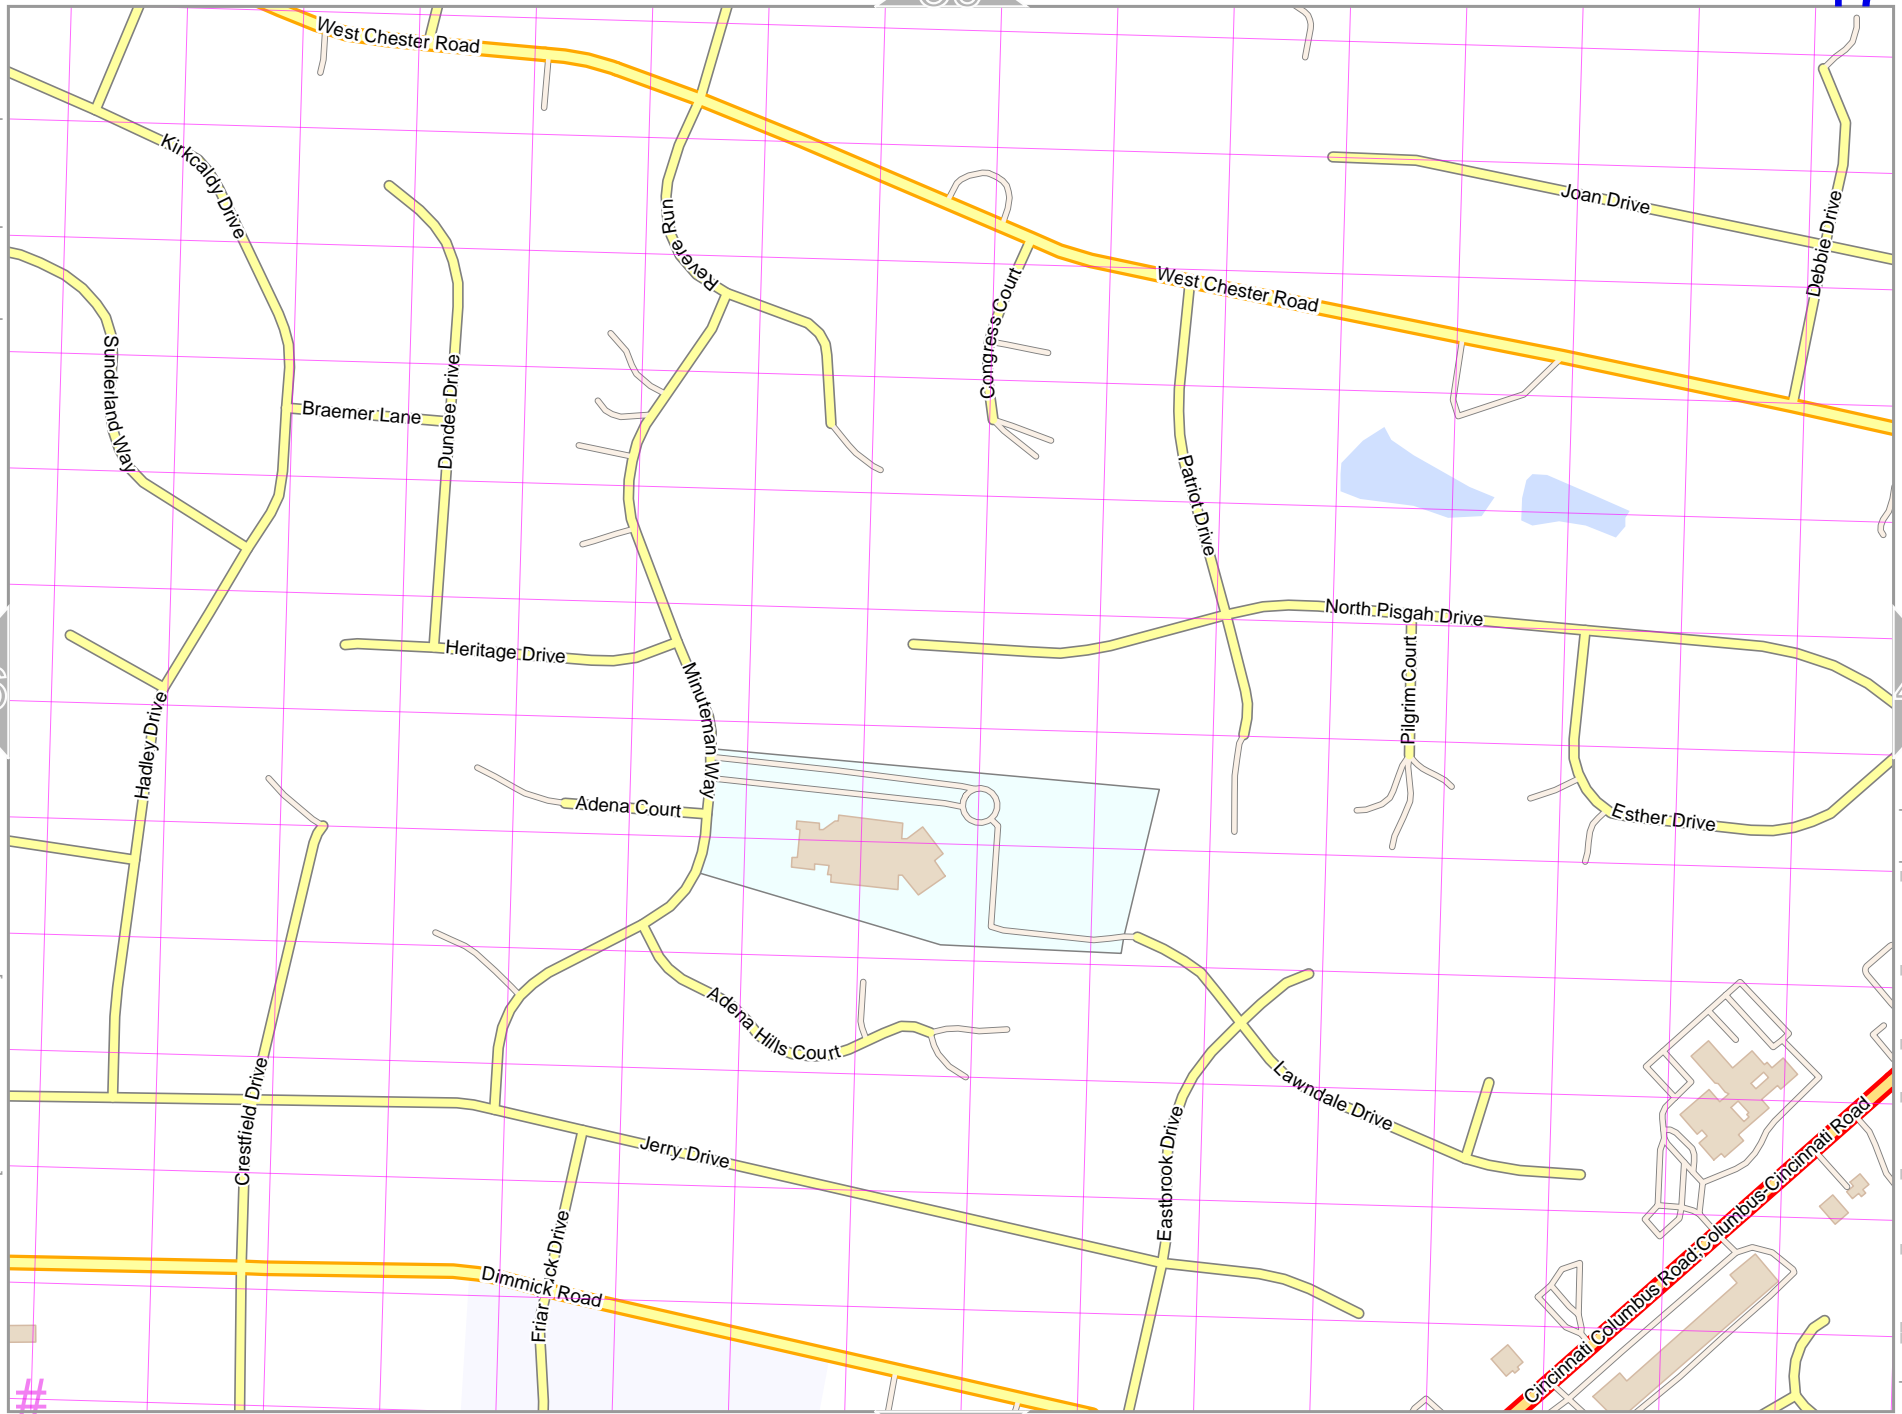 West Chester Road
Kirkcaldy Drive
Joan Drive
Revere Run
Debbie Drive
West Chester Road
Congress Court
Sunderland Way
Braemer Lane
Dundee Drive
Patriot Drive
North Pisgah Drive
Heritage Drive
Pilgrim Court
Minuteman Way
Hadley Drive
Adena Court
Esther Drive
Adena Hills Court
Lawndale Drive
Crestfield Drive
Eastbrook Drive
Jerry Drive
Cincinnati Columbus Road;Columbus-Cincinnati Road
Dimmick Road
Drive
#